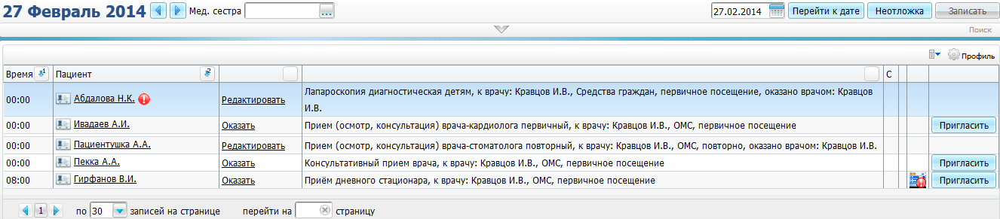 27 Февраль 2014 Мед. сестра ... 27.02.2014 Перейти к дате Неотложка Записать
Поиск
Профиль
Время 1 Пациент 2 С
00:00 Абдалова Н.К. Редактировать Лапароскопия диагностическая детям, к врачу: Кравцов И.В., Средства граждан, первичное посещение, оказано врачом: Кравцов
И.В.
00:00 Ивадаев А.И. Оказать Прием (осмотр, консультация) врача-кардиолога первичный, к врачу: Кравцов И.В., ОМС, первичное посещение Пригласить
00:00 Пациентушка А.А. Редактировать Прием (осмотр, консультация) врача-стоматолога повторный, к врачу: Кравцов И.В., ОМС, повторно, оказано врачом: Кравцов И.В.
00:00 Пекка А.А. Оказать Консультативный прием врача, к врачу: Кравцов И.В., ОМС, первичное посещение Пригласить
08:00 Гирфанов В.И. Оказать Приём дневного стационара, к врачу: Кравцов И.В., ОМС, первичное посещение Пригласить
1 по 30 записей на странице перейти на страницу